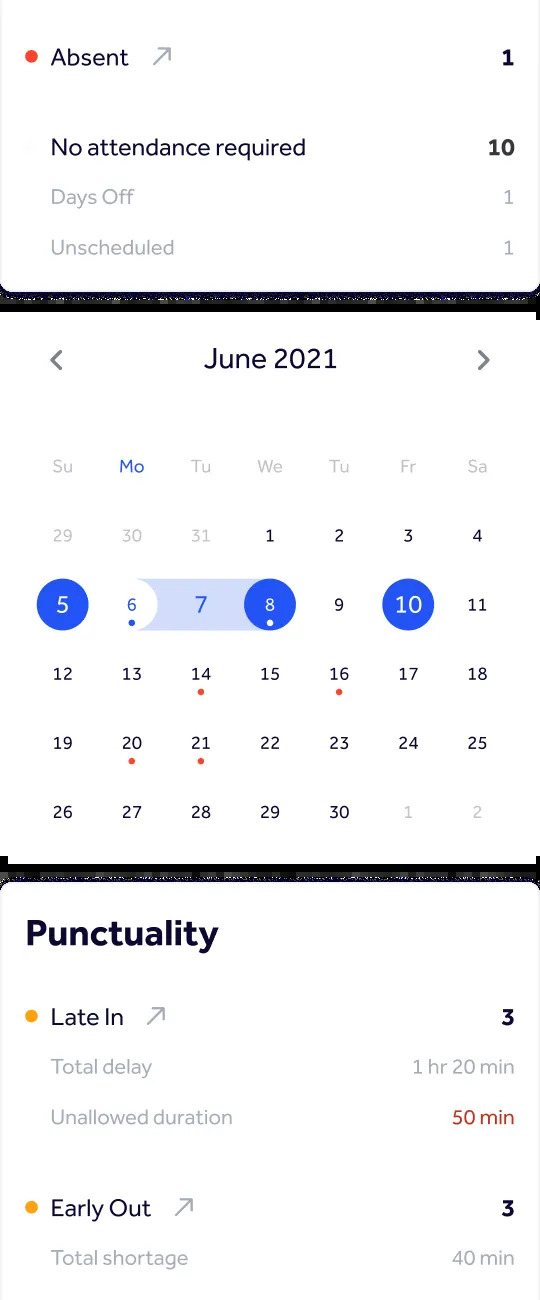 Absent 1
No attendance required 10
Days Off 1
Unscheduled 1
June 2021
Su Mo Tu We Tu Fr Sa
29 30 31 1 2 3 4
5 6 7 8 9 10 11
12 13 14 15 16 17 18
19 20 21 22 23 24 25
26 27 28 29 30 1 2
Punctuality
Late In 3
Total delay 1 hr 20 min
Unallowed duration 50 min
Early Out 3
Total shortage 40 min